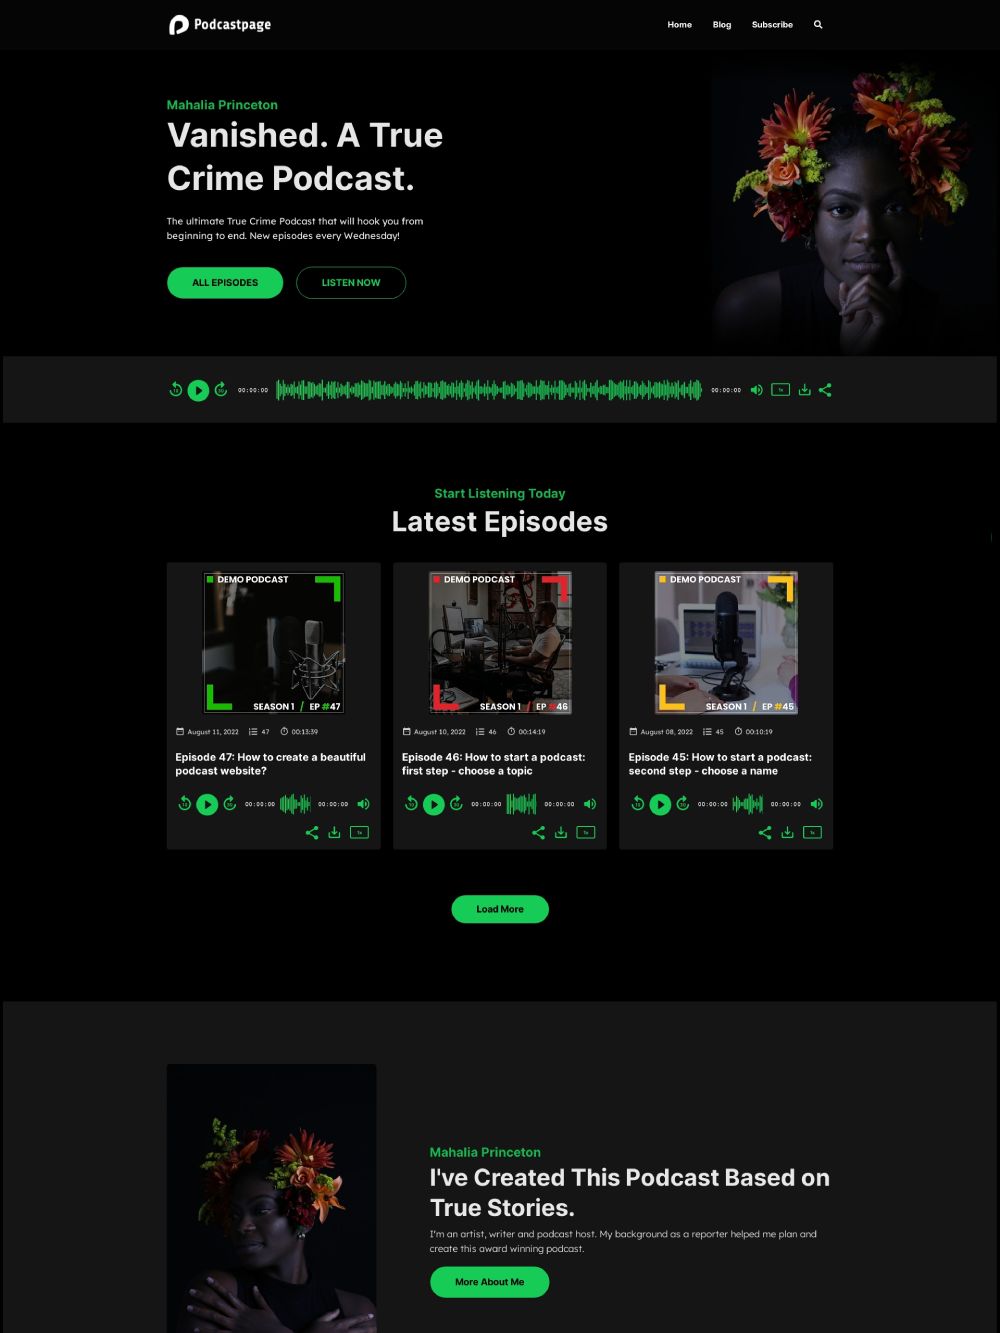 Podcastpage
Home Blog Subscribe
Mahalia Princeton
Vanished. A True
Crime Podcast.
The ultimate True Crime Podcast that will hook you from
beginning to end. New episodes every Wednesday!
ALL EPISODES LISTEN NOW
00:00:00 00:00:00 1x
Start Listening Today
Latest Episodes
DEMO PODCAST
SEASON 1 / EP #47
August 11, 2022 47 00:13:39
Episode 47: How to create a beautiful
podcast website?
10 30 00:00:00 00:00:00
1x
DEMO PODCAST
SEASON 1 / EP #46
August 10, 2022 46 00:14:19
Episode 46: How to start a podcast:
first step - choose a topic
10 30 00:00:00 00:00:00
1x
DEMO PODCAST
SEASON 1 / EP #45
August 08, 2022 45 00:10:19
Episode 45: How to start a podcast:
second step - choose a name
10 30 00:00:00 00:00:00
1x
Load More
Mahalia Princeton
I've Created This Podcast Based on
True Stories.
I'm an artist, writer and podcast host. My background as a reporter helped me plan and
create this award winning podcast.
More About Me